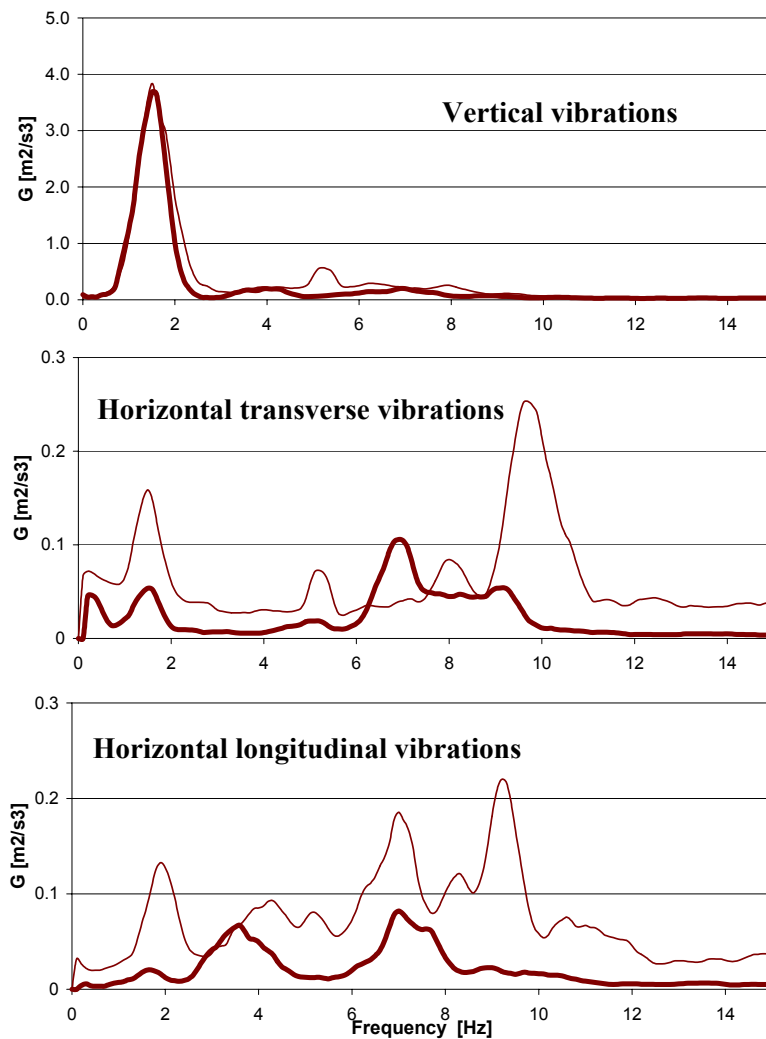 5.0
4.0
3.0
2.0
1.0
0.0
G [m2/s3]
Vertical vibrations
0 2 4 6 8 10 12 14
0.3
0.2
0.1
0
G [m2/s3]
Horizontal transverse vibrations
0 2 4 6 8 10 12 14
0.3
0.2
0.1
0
G [m2/s3]
Horizontal longitudinal vibrations
0 2 4 6 8 10 12 14
Frequency [Hz]